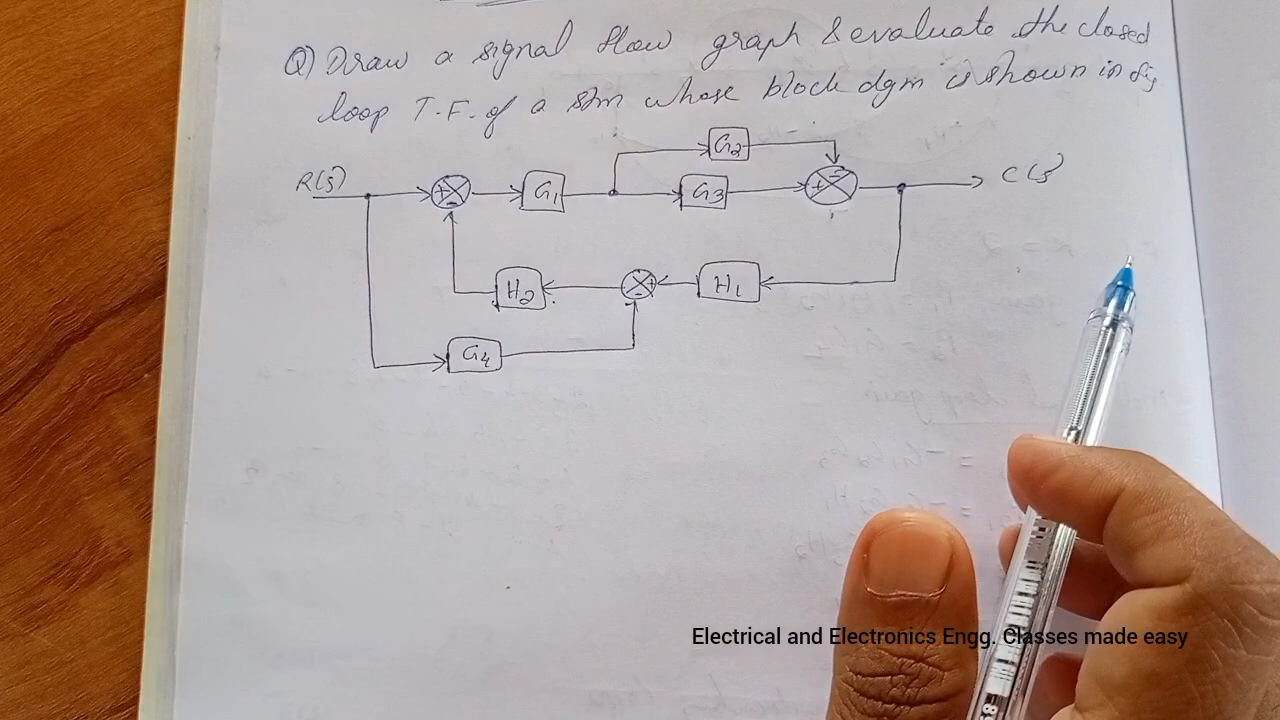 Q) Draw a signal flow graph & evaluate the closed
loop T.F. of a stm whose block dgm is shown in fig
G2
R(s) + - G1 G3 + - C(s)
H2 - + H1
G4
Electrical and Electronics Engg. Classes made easy